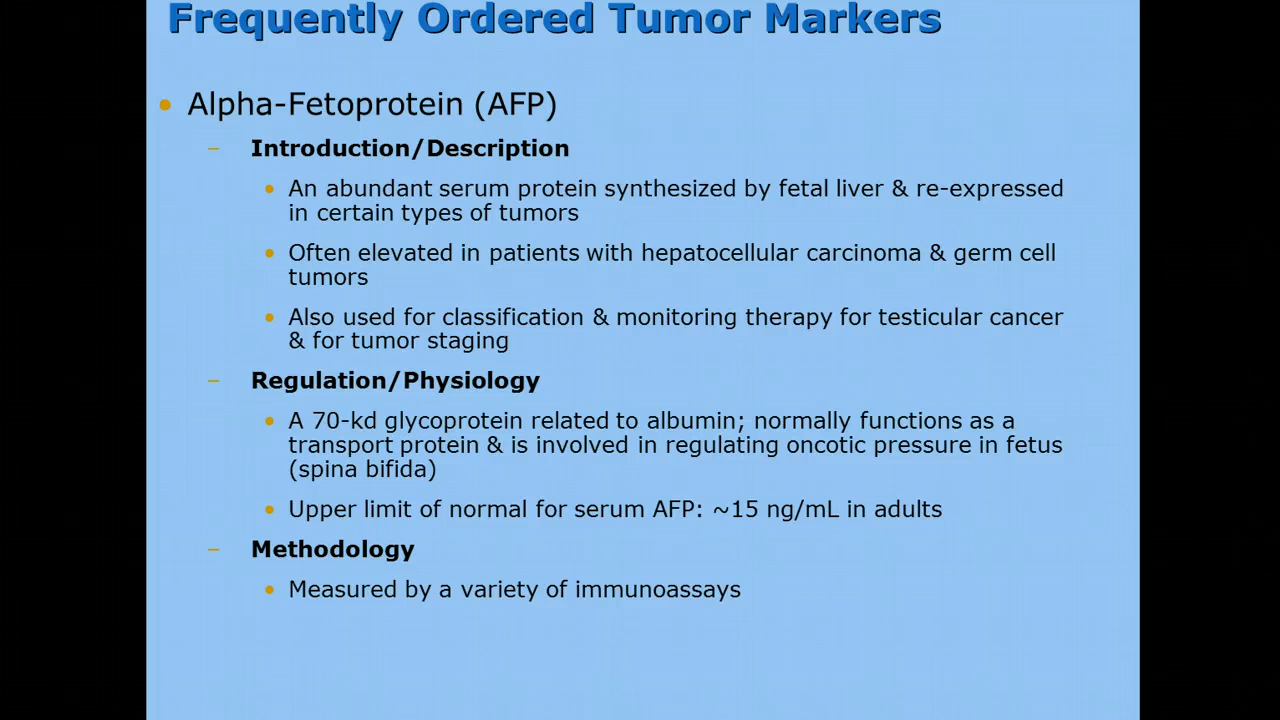 Frequently Ordered Tumor Markers
• Alpha-Fetoprotein (AFP)
– Introduction/Description
• An abundant serum protein synthesized by fetal liver & re-expressed
in certain types of tumors
• Often elevated in patients with hepatocellular carcinoma & germ cell
tumors
• Also used for classification & monitoring therapy for testicular cancer
& for tumor staging
– Regulation/Physiology
• A 70-kd glycoprotein related to albumin; normally functions as a
transport protein & is involved in regulating oncotic pressure in fetus
(spina bifida)
• Upper limit of normal for serum AFP: ~15 ng/mL in adults
– Methodology
• Measured by a variety of immunoassays